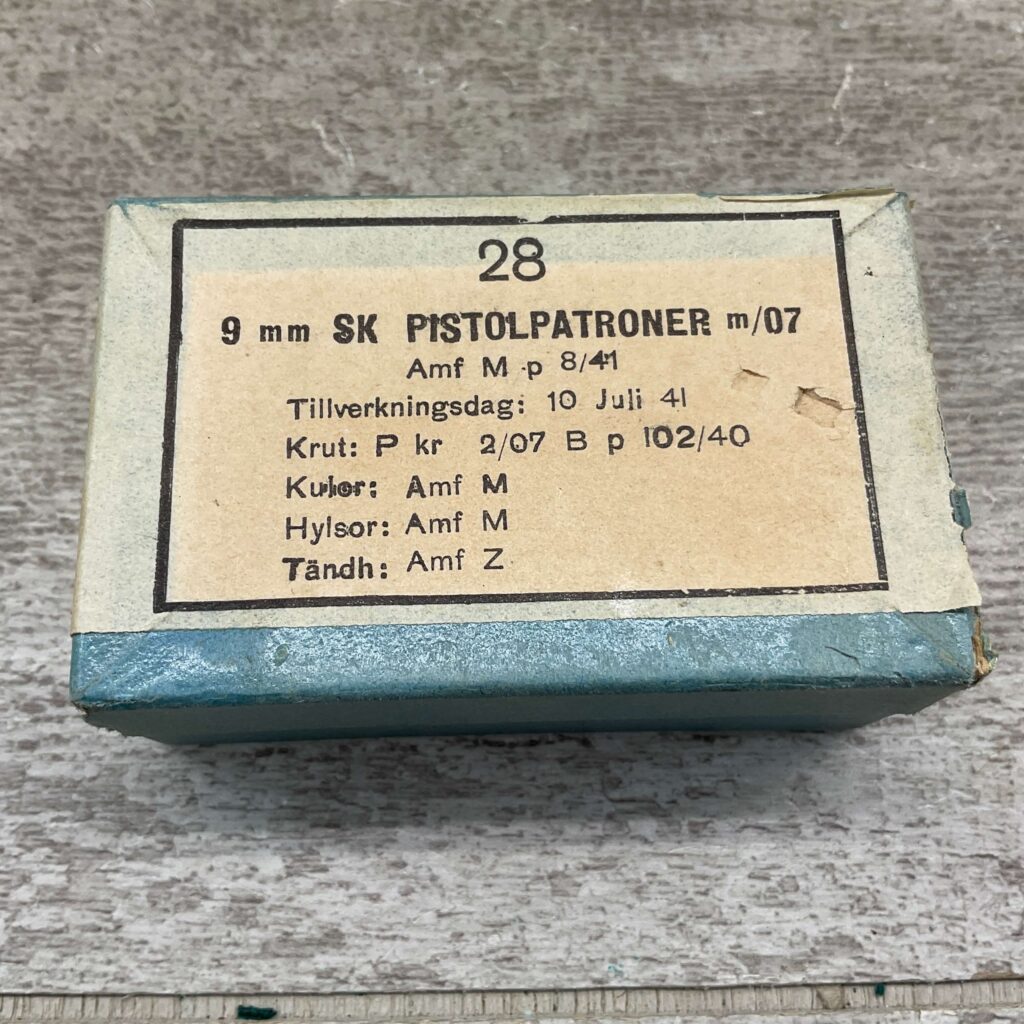 28
9 mm SK PISTOLPATRONER m/07
Amf M p 8/41
Tillverkningsdag: 10 Juli 41
Krut: P kr 2/07 B p 102/40
Kulor: Amf M
Hylsor: Amf M
Tändh: Amf Z